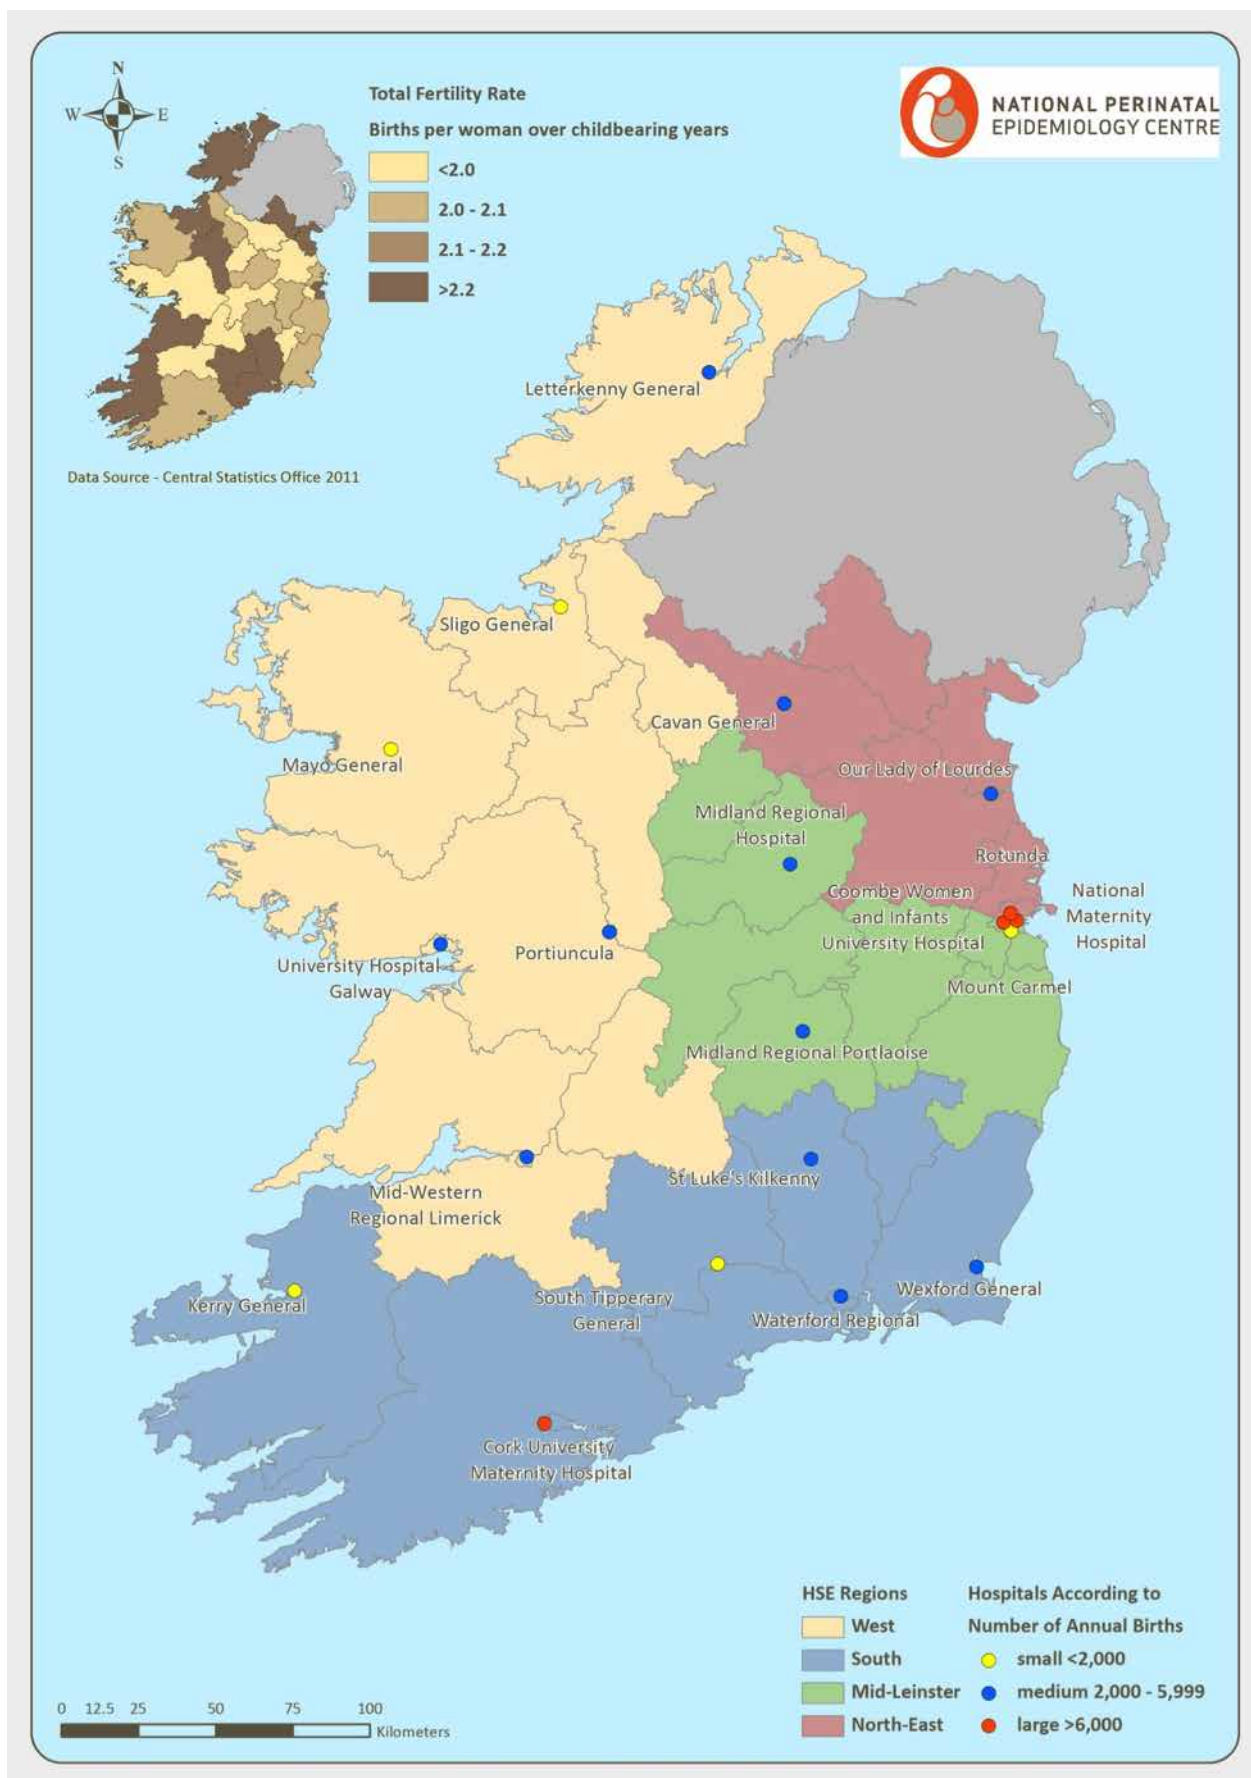 N
W
E
S
Total Fertility Rate
Births per woman over childbearing years
<2.0
2.0 - 2.1
2.1 - 2.2
>2.2
NATIONAL PERINATAL
EPIDEMIOLOGY CENTRE
Data Source - Central Statistics Office 2011
Letterkenny General
Sligo General
Cavan General
Mayo General
Our Lady of Lourdes
Midland Regional
Hospital
Rotunda
Coombe Women
and Infants
University Hospital
National
Maternity
Hospital
Portiuncula
University Hospital
Galway
Mount Carmel
Midland Regional Portlaoise
St Luke's Kilkenny
Mid-Western
Regional Limerick
Kerry General
South Tipperary
General
Wexford General
Waterford Regional
Cork University
Maternity Hospital
HSE Regions
West
South
Mid-Leinster
North-East
Hospitals According to
Number of Annual Births
small <2,000
medium 2,000 - 5,999
large >6,000
0 12.5 25 50 75 100
Kilometers